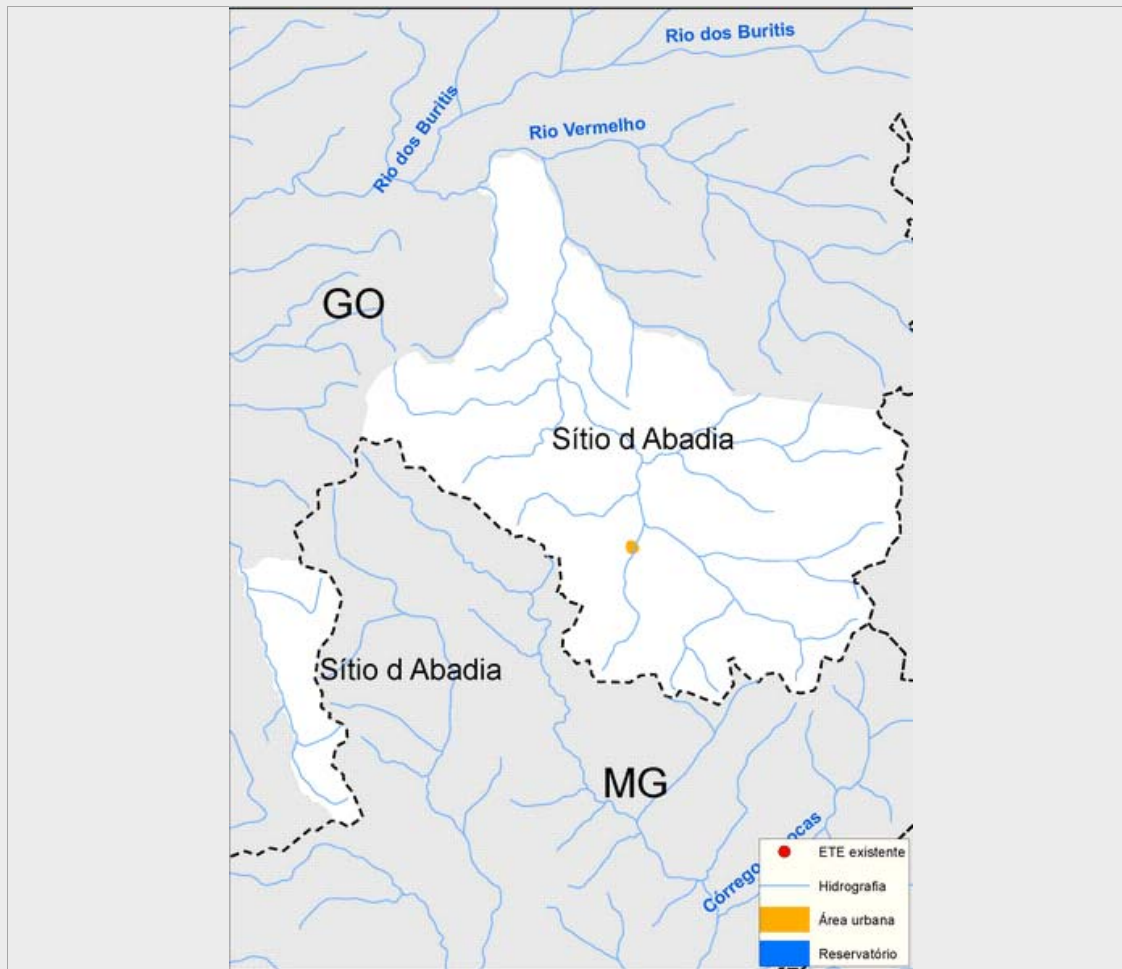 Rio dos Buritis
Rio dos Buritis
Rio Vermelho
GO
Sítio d Abadia
Sítio d Abadia
MG
Córrego
ETE existente
Hidrografia
Área urbana
Reservatório